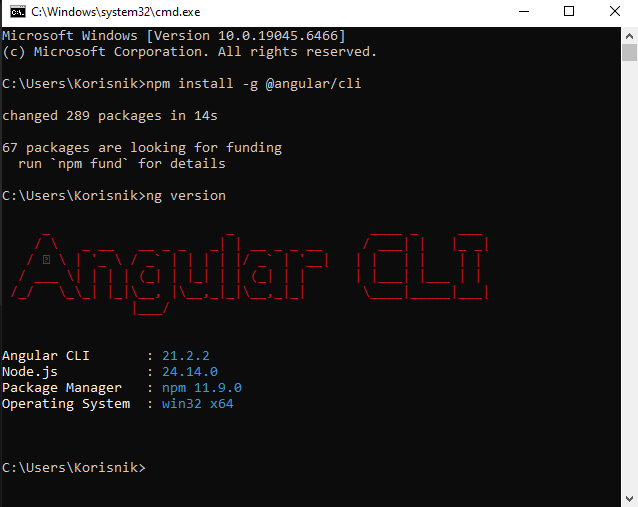 C:\Windows\system32\cmd.exe
Microsoft Windows [Version 10.0.19045.6466]
(c) Microsoft Corporation. All rights reserved.
C:\Users\Korisnik>npm install -g @angular/cli
changed 289 packages in 14s
67 packages are looking for funding
  run `npm fund` for details
C:\Users\Korisnik>ng version
Angular CLI
Angular CLI       : 21.2.2
Node.js           : 24.14.0
Package Manager   : npm 11.9.0
Operating System  : win32 x64
C:\Users\Korisnik>